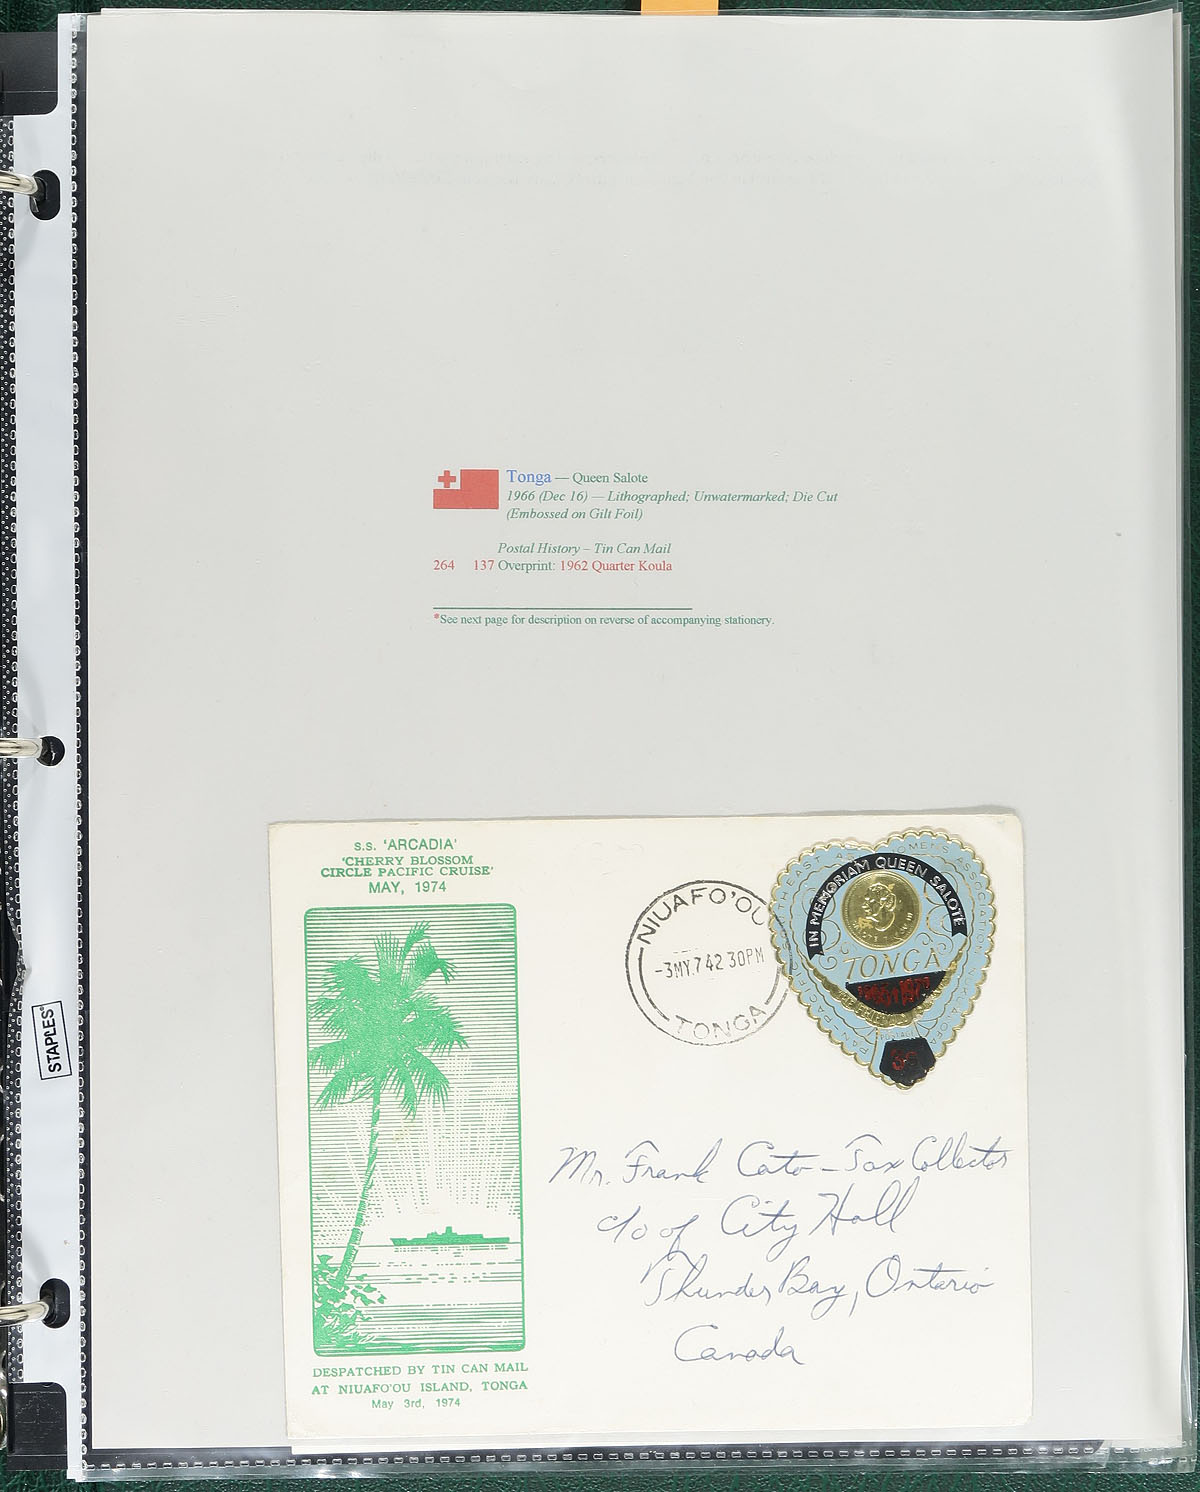 Tonga — Queen Salote
1966 (Dec 16) — Lithographed; Unwatermarked; Die Cut
(Embossed on Gilt Foil)
Postal History – Tin Can Mail
264 137 Overprint: 1962 Quarter Koula
*See next page for description on reverse of accompanying stationery.
STAPLES
s.s. 'ARCADIA'
'CHERRY BLOSSOM
CIRCLE PACIFIC CRUISE'
MAY, 1974
NIUAFO'OU
-3MY.74 2 30PM
TONGA
IN MEMORIAM QUEEN SALOTE
TONGA
POSTAGE
Mr. Frank Cato - Tax Collector
c/o of City Hall
Thunder Bay, Ontario
Canada
DESPATCHED BY TIN CAN MAIL
AT NIUAFO'OU ISLAND, TONGA
May 3rd, 1974